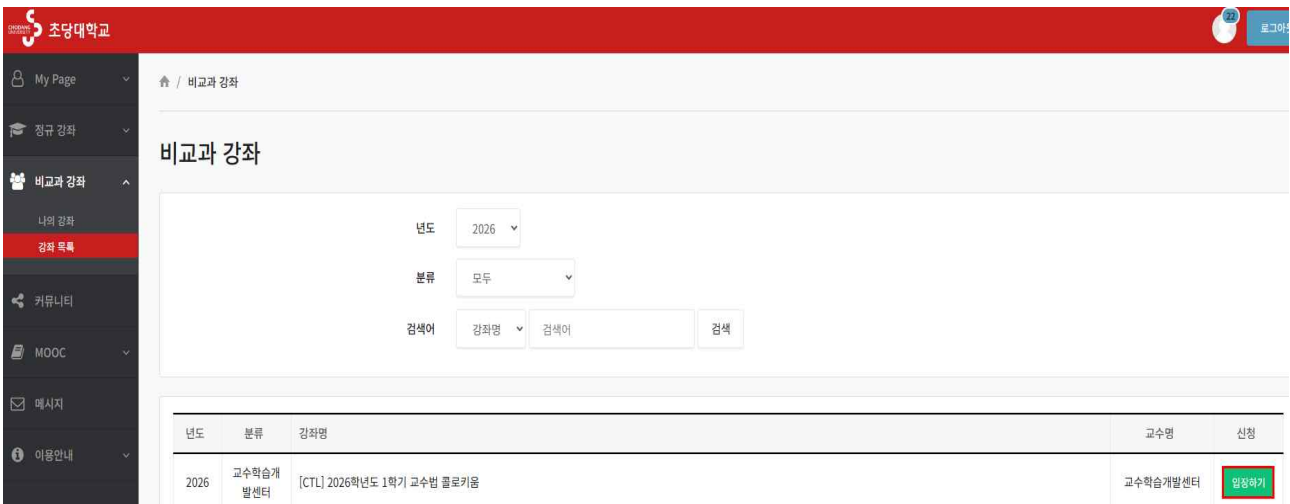 CHODANG UNIVERSITY 초당대학교
22
로그아웃
My Page
정규 강좌
비교과 강좌
나의 강좌
강좌 목록
커뮤니티
MOOC
메시지
이용안내
/ 비교과 강좌
비교과 강좌
년도 2026
분류 모두
검색어 강좌명 검색어 검색
년도 분류 강좌명 교수명 신청
2026 교수학습개발센터 [CTL] 2026학년도 1학기 교수법 콜로키움 교수학습개발센터 입장하기